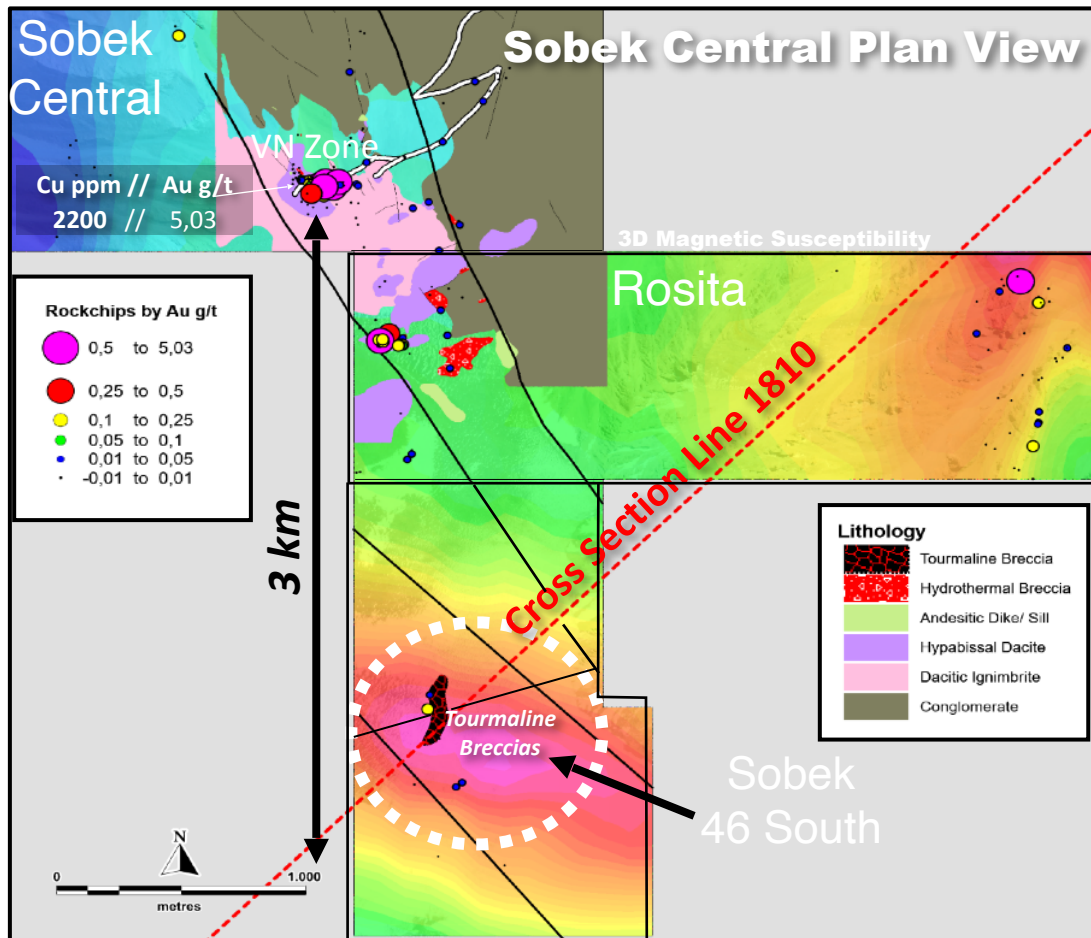 Sobek Central Plan View
Sobek
Central
VN Zone
Cu ppm // Au g/t
2200 // 5,03
3D Magnetic Susceptibility
Rosita
Rockchips by Au g/t
0,5 to 5,03
0,25 to 0,5
0,1 to 0,25
0,05 to 0,1
0,01 to 0,05
-0,01 to 0,01
Cross Section Line 1810
3 km
Lithology
Tourmaline Breccia
Hydrothermal Breccia
Andesitic Dike/ Sill
Hypabissal Dacite
Dacitic Ignimbrite
Conglomerate
Tourmaline
Breccias
Sobek
46 South
N
0 1.000
metres